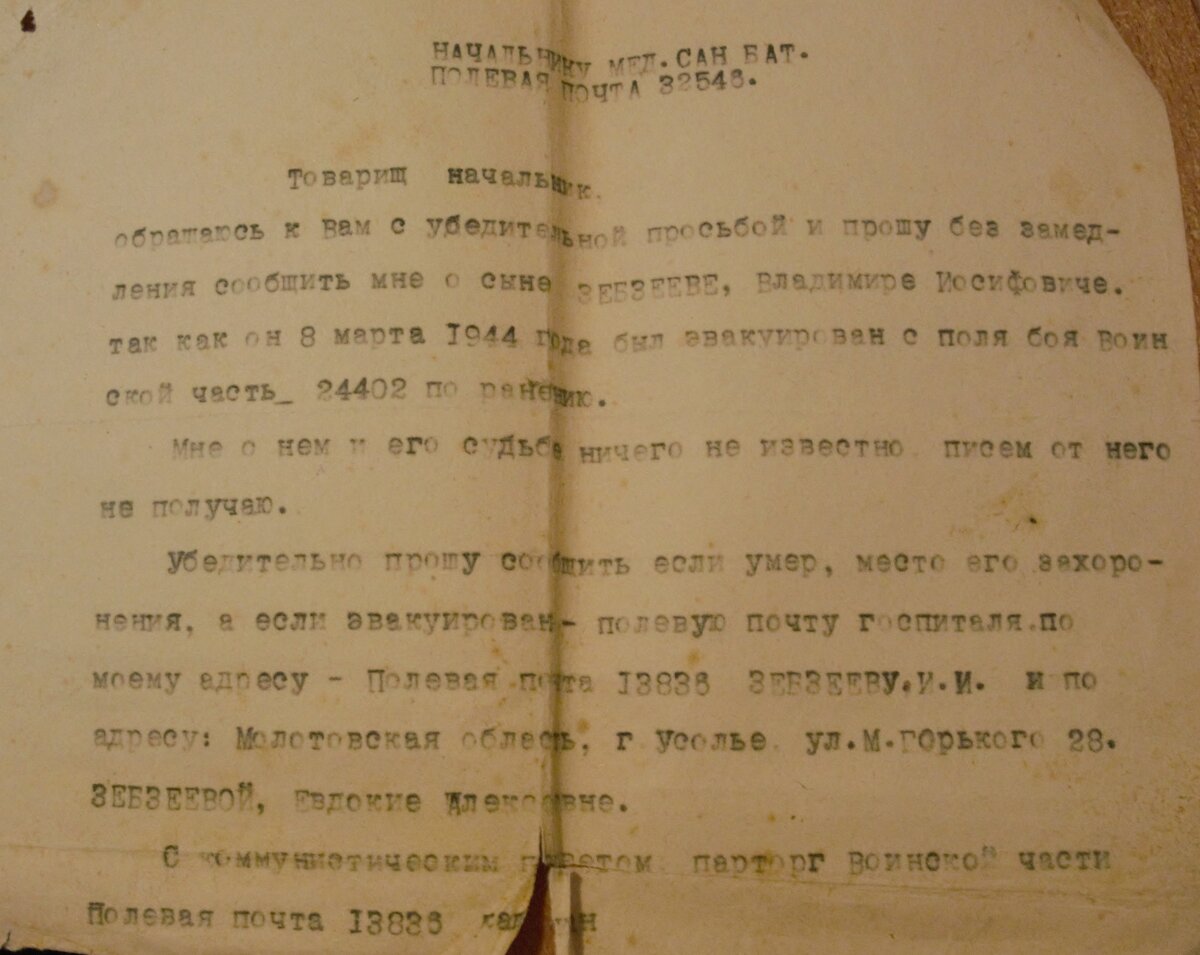 НАЧАЛЬНИКУ МЕД.САН БАТ.
ПОЛЕВАЯ ПОЧТА 32546.
Товарищ начальник.
обращаюсь к Вам с убедительной просьбой и прошу без замед-
ления сообщить мне о сыне ЗЕБЗЕЕВЕ, Владимире Иосифовиче.
так как он 8 марта 1944 года был эвакуирован с поля боя Воин
ской часть_ 24402 по ранению.
Мне о нем и его судьбе ничего не известно писем от него
не получаю.
Убедительно прошу сообщить если умер, место его захоро-
нения, а если эвакуирован- полевую почту госпиталя.по
моему адресу - Полевая почта 13836 ЗЕБЗЕЕВУ.И.И. и по
адресу: Молотовская область, г Усолье ул.М.ГОрького 28.
ЗЕБЗЕЕВОЙ, Евдокие Алексевне.
С коммунистическим приветом парторг Воинской части
Полевая почта 13836 капитан